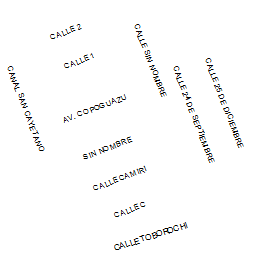 CALLE 2
CALLE 1
CALLE SIN NOMBRE
CALLE 25 DE DICIEMBRE
CALLE 24 DE SEPTIEMBRE
CANAL SAN CAYETANO
AV. COPOGUAZU
SIN NOMBRE
CALLE CAMIRI
CALLE C
CALLE TOBOROCHI